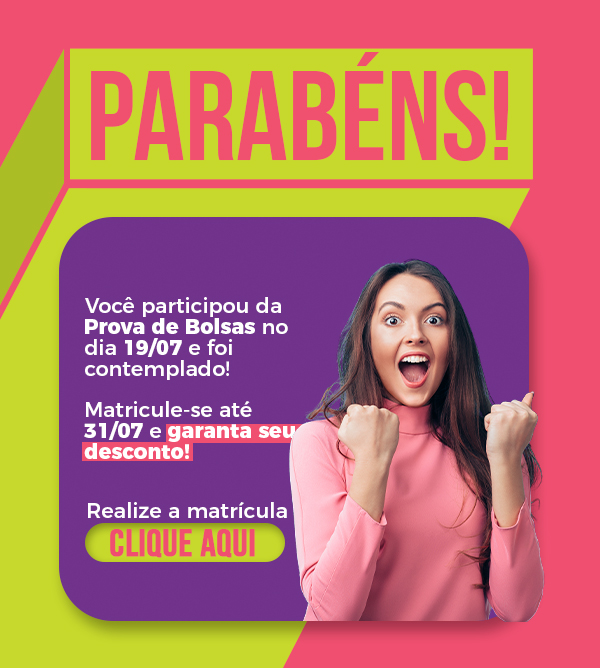 PARABÉNS!
Você participou da
Prova de Bolsas no
dia 19/07 e foi
contemplado!
Matricule-se até
31/07 e garanta seu
desconto!
Realize a matrícula
CLIQUE AQUI